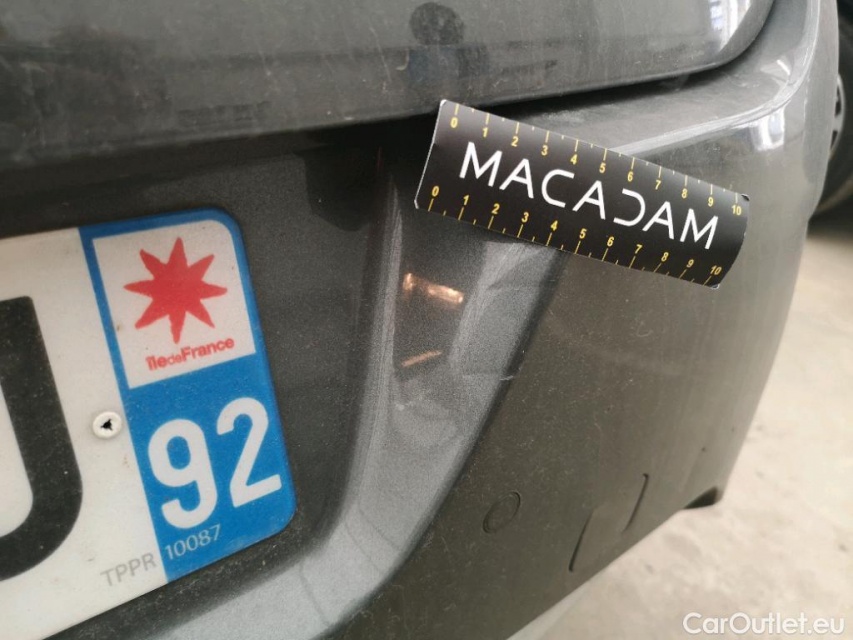 0 1 2 3 4 5 6 7 8 9 10
MACADAM
0 1 2 3 4 5 6 7 8 9 10
U
îledeFrance
92
TPPR 10087
CarOutlet.eu